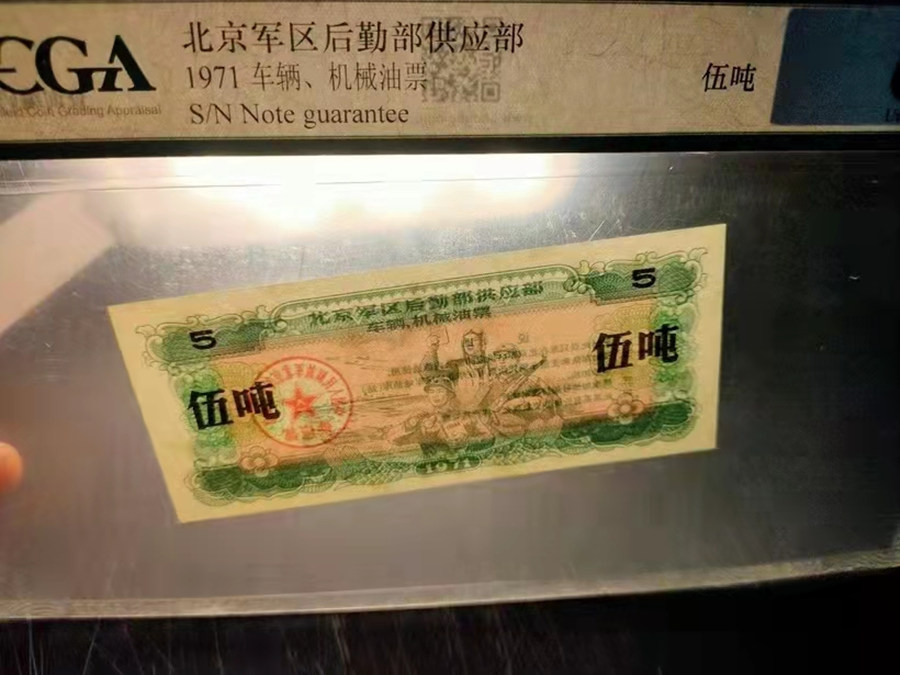 EGA
北京军区后勤部供应部
1971 车辆、机械油票
伍吨
S/N Note guarantee
5
5
北京军区后勤部供应部
车辆、机械油票
伍吨
伍吨
1971